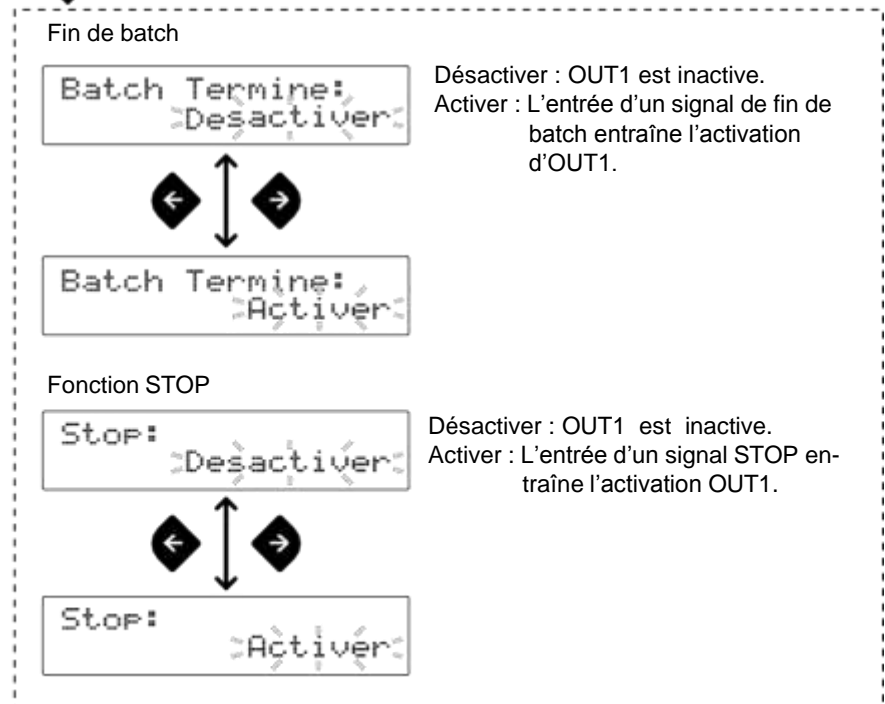 Fin de batch
Batch Termine:
Desactiver
Désactiver : OUT1 est inactive.
Activer : L’entrée d’un signal de fin de
batch entraîne l’activation
d’OUT1.
Batch Termine:
Activer
Fonction STOP
Stop:
Desactiver
Désactiver : OUT1 est inactive.
Activer : L’entrée d’un signal STOP en-
traîne l’activation OUT1.
Stop:
Activer